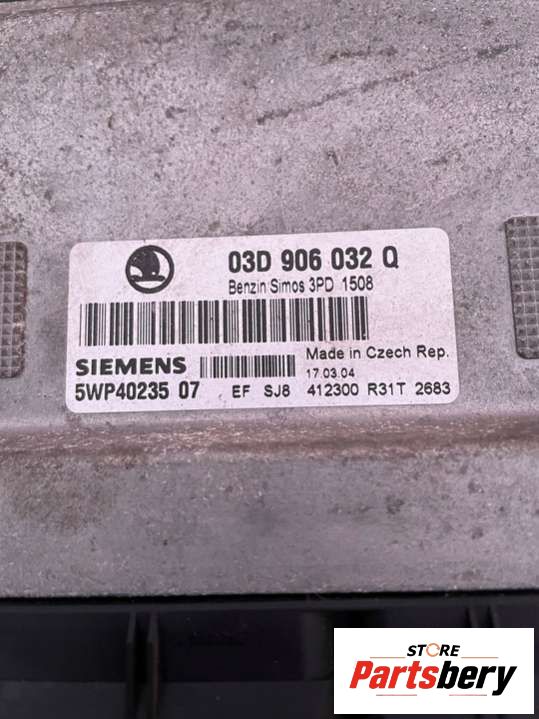 03D 906 032 Q
Benzin Simos 3PD 1508
SIEMENS
Made in Czech Rep.
17.03.04
5WP40235 07 EF SJ8 412300 R31T 2683
STORE
Partsbery